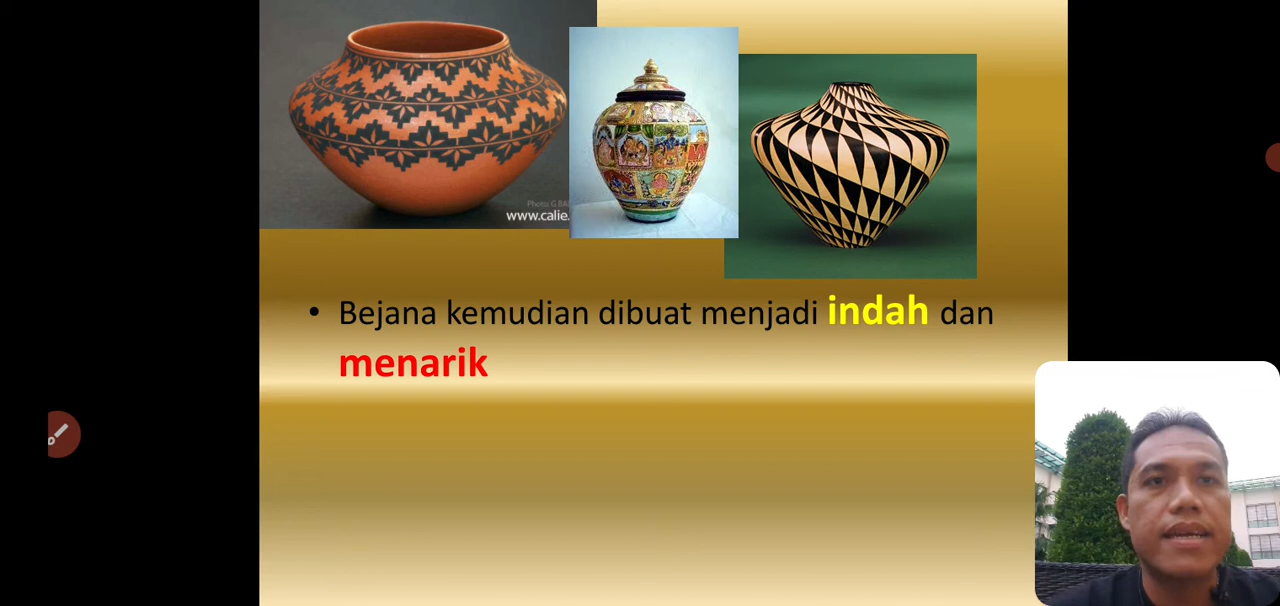 www.calie.
• Bejana kemudian dibuat menjadi indah dan
menarik